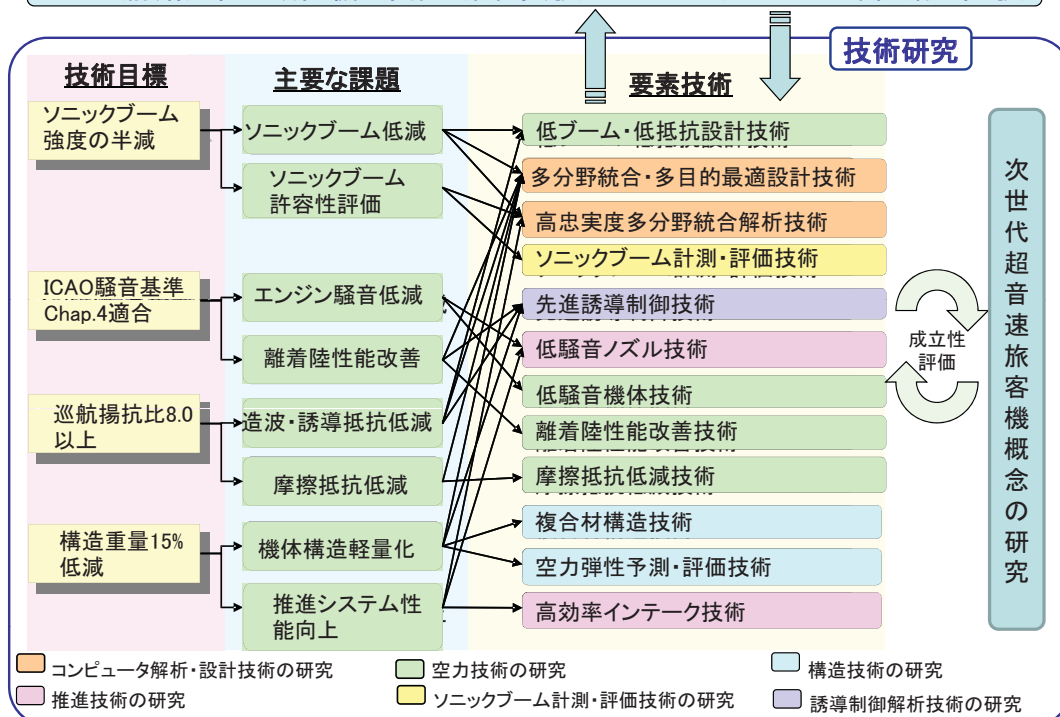 技術研究
技術目標
主要な課題
要素技術
ソニックブーム
強度の半減
ICAO騒音基準
Chap.4適合
巡航揚抗比8.0
以上
構造重量15%
低減
ソニックブーム低減
ソニックブーム
許容性評価
エンジン騒音低減
離着陸性能改善
造波・誘導抵抗低減
摩擦抵抗低減
機体構造軽量化
推進システム性
能向上
低ブーム・低抵抗設計技術
多分野統合・多目的最適設計技術
高忠実度多分野統合解析技術
ソニックブーム計測・評価技術
先進誘導制御技術
低騒音ノズル技術
低騒音機体技術
離着陸性能改善技術
摩擦抵抗低減技術
複合材構造技術
空力弾性予測・評価技術
高効率インテーク技術
成立性
評価
次世代超音速旅客機概念の研究
コンピュータ解析・設計技術の研究
空力技術の研究
構造技術の研究
推進技術の研究
ソニックブーム計測・評価技術の研究
誘導制御解析技術の研究